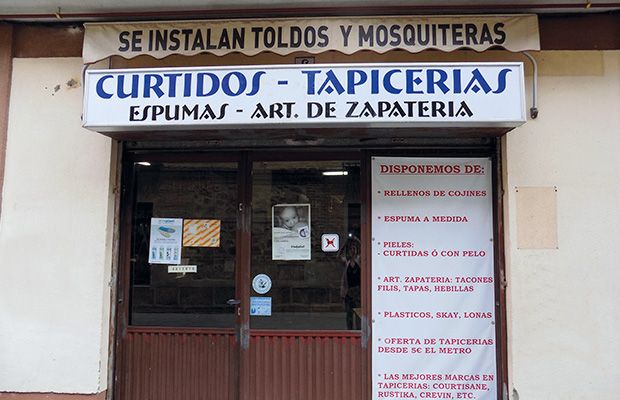 SE INSTALAN TOLDOS Y MOSQUITERAS
CURTIDOS - TAPICERIAS
ESPUMAS - ART. DE ZAPATERIA
DISPONEMOS DE:
* RELLENOS DE COJINES
* ESPUMA A MEDIDA
* PIELES:
- CURTIDAS Ó CON PELO
* ART. ZAPATERIA: TACONES
FILIS, TAPAS, HEBILLAS
* PLASTICOS, SKAY, LONAS
* OFERTA DE TAPICERIAS
DESDE 5€ EL METRO
* LAS MEJORES MARCAS EN
TAPICERIAS: COURTISANE,
RUSTIKA, CREVIN, ETC.
ABIERTO